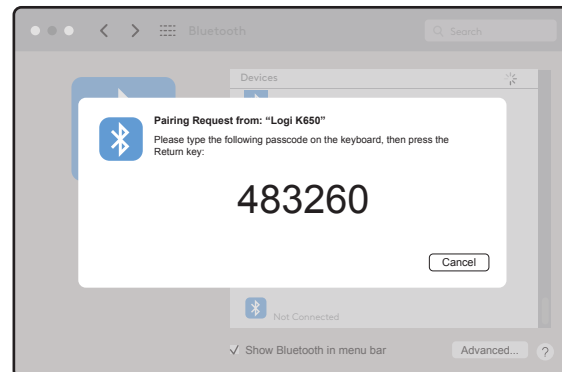 Bluetooth
Search
Devices
Pairing Request from: “Logi K650”
Please type the following passcode on the keyboard, then press the
Return key:
483260
Cancel
Not Connected
Show Bluetooth in menu bar
Advanced...
?